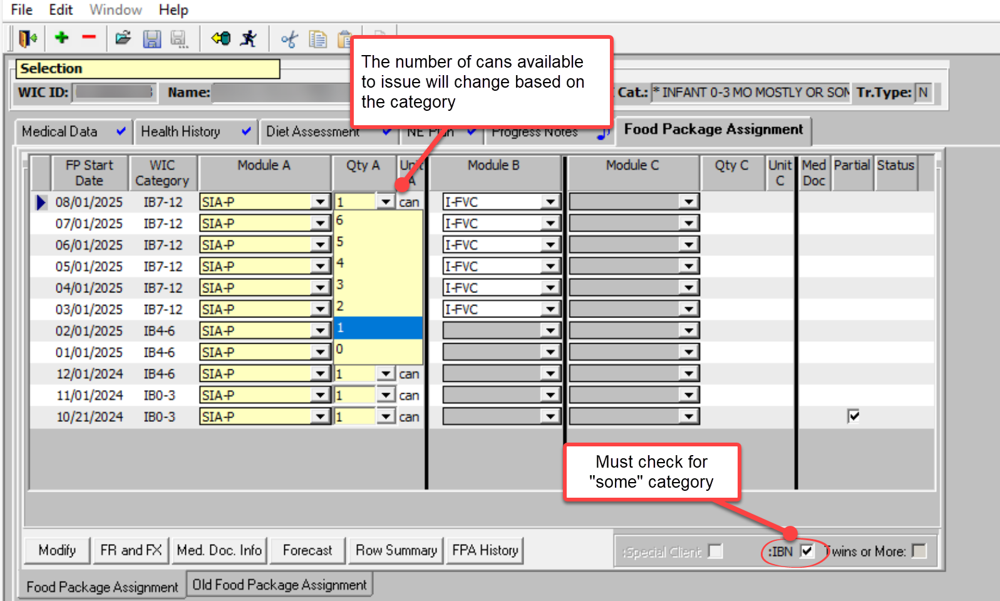 File Edit Window Help
Selection
The number of cans available
to issue will change based on
the category
WIC ID: Name: Cat.: * INFANT 0-3 MO MOSTLY OR SOM Tr.Type: N
Medical Data Health History Diet Assessment NE Plan Progress Notes Food Package Assignment
FP Start Date WIC Category Module A Qty A Unit A Module B Module C Qty C Unit C Med Doc Partial Status
08/01/2025 IB7-12 SIA-P 1 can I-FVC
6
07/01/2025 IB7-12 SIA-P I-FVC
5
06/01/2025 IB7-12 SIA-P I-FVC
4
05/01/2025 IB7-12 SIA-P I-FVC
3
04/01/2025 IB7-12 SIA-P I-FVC
2
03/01/2025 IB7-12 SIA-P I-FVC
1
02/01/2025 IB4-6 SIA-P
0
01/01/2025 IB4-6 SIA-P
12/01/2024 IB4-6 SIA-P 1 can
11/01/2024 IB0-3 SIA-P 1 can
10/21/2024 IB0-3 SIA-P 1 can
Must check for
"some" category
Modify FR and FX Med. Doc. Info Forecast Row Summary FPA History :Special Client :IBN Twins or More:
Food Package Assignment Old Food Package Assignment